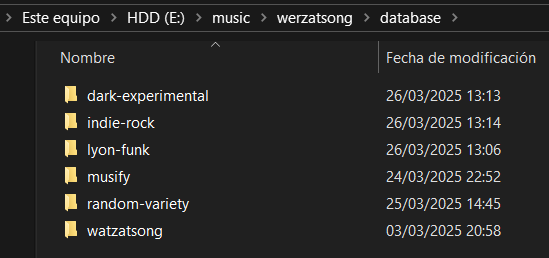 Este equipo > HDD (E:) > music > werzatsong > database >
Nombre Fecha de modificación
dark-experimental 26/03/2025 13:13
indie-rock 26/03/2025 13:14
lyon-funk 26/03/2025 13:06
musify 24/03/2025 22:52
random-variety 25/03/2025 14:45
watzatsong 03/03/2025 20:58